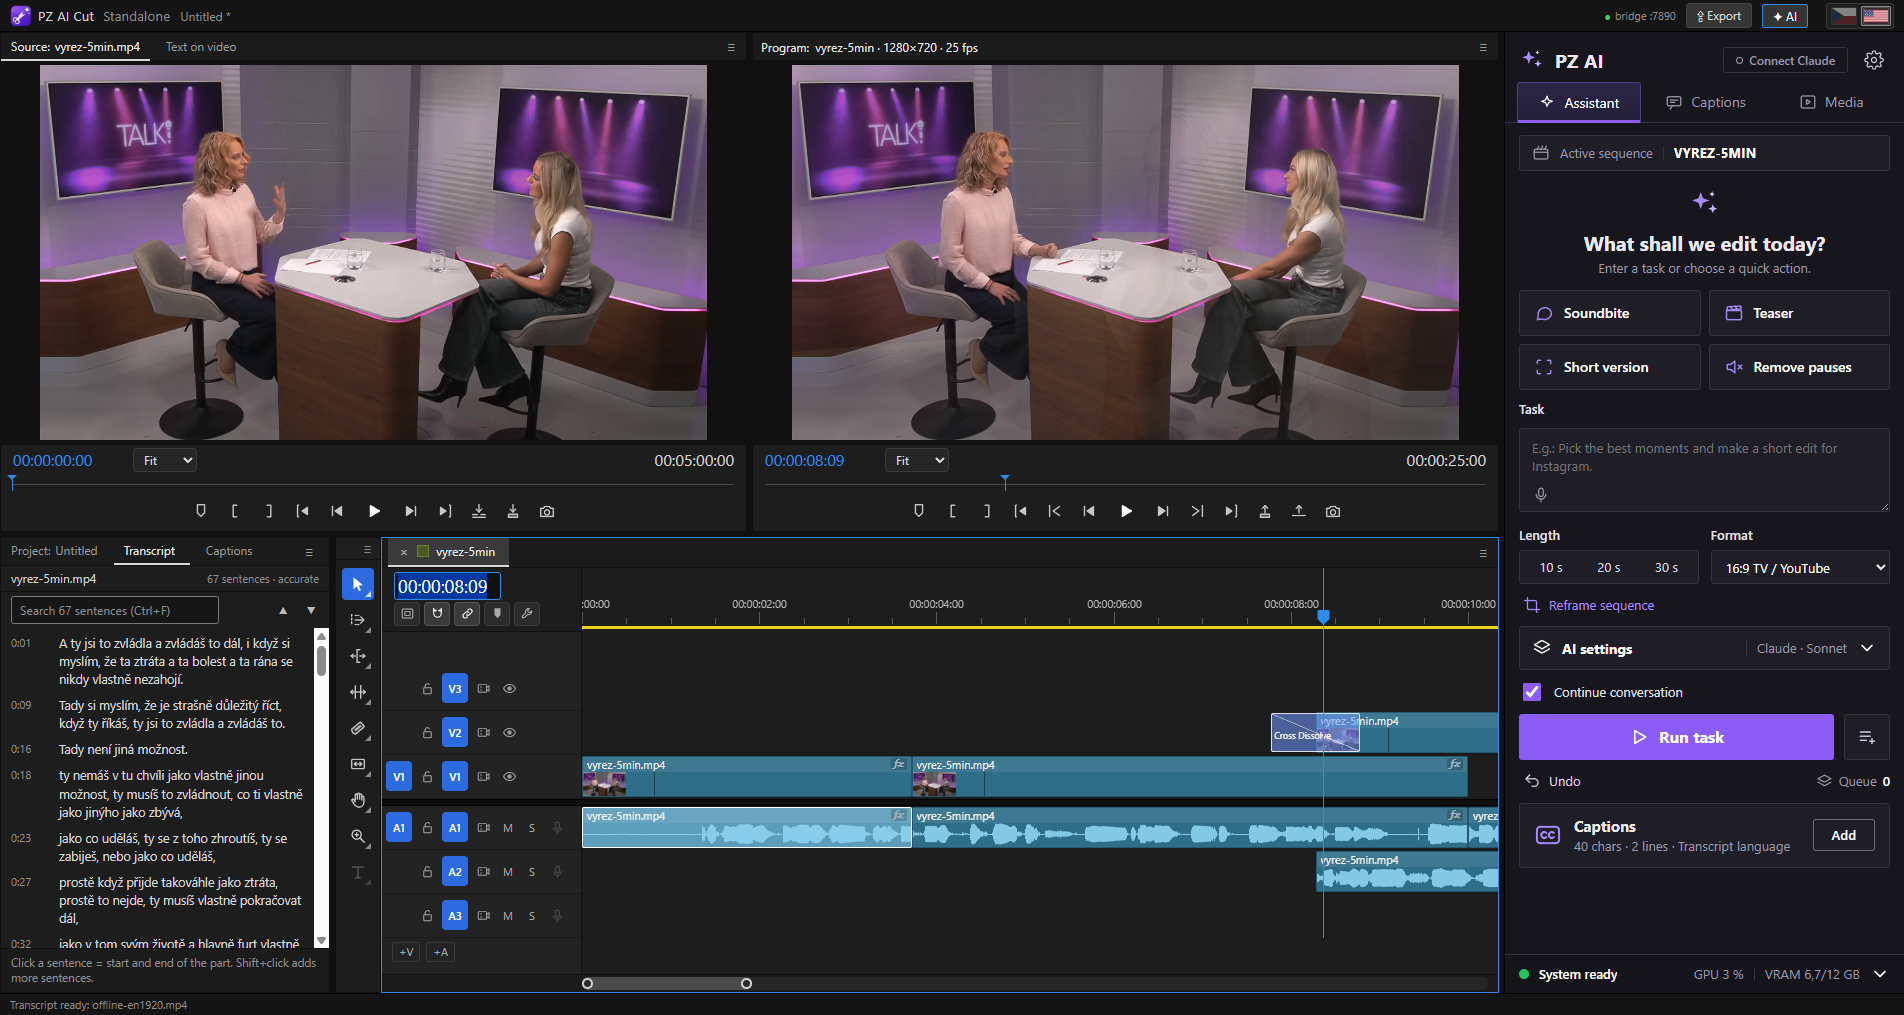 PZ AI Cut Standalone Untitled *
bridge :7890 Export AI
Source: vyrez-5min.mp4 Text on video
Program: vyrez-5min · 1280×720 · 25 fps
TALK!
TALK!
00:00:00:00 Fit 00:05:00:00
00:00:08:09 Fit 00:00:25:00
Project: Untitled Transcript Captions
vyrez-5min.mp4 67 sentences · accurate
Search 67 sentences (Ctrl+F)
0:01 A ty jsi to zvládla a zvládáš to dál, i když si
myslím, že ta ztráta a ta bolest a ta rána se
nikdy vlastně nezahojí.
0:09 Tady si myslím, že je strašně důležitý říct,
když ty říkáš, ty jsi to zvládla a zvládáš to.
0:16 Tady není jiná možnost.
0:18 ty nemáš v tu chvíli jako vlastně jinou
možnost, ty musíš to zvládnout, co ti vlastně
jako jinýho jako zbývá,
0:23 jako co uděláš, ty se z toho zhroutíš, ty se
zabiješ, nebo jako co uděláš,
0:27 prostě když přijde takováhle jako ztráta,
prostě to nejde, ty musíš vlastně pokračovat
dál,
0:32 jako v tom svým životě a hlavně furt vlastně
Click a sentence = start and end of the part. Shift+click adds
more sentences.
Transcript ready: offline-en1920.mp4
vyrez-5min
00:00:08:09
:00:00 00:00:02:00 00:00:04:00 00:00:06:00 00:00:08:00 00:00:10:00
V3
V2
Cross Dissolve vyrez-5min.mp4
V1 V1
vyrez-5min.mp4 fx vyrez-5min.mp4 fx
A1 A1 M S
vyrez-5min.mp4 fx vyrez-5min.mp4 fx vyrez
A2 M S
vyrez-5min.mp4
A3 M S
+V +A
PZ AI Connect Claude
Assistant Captions Media
Active sequence VYREZ-5MIN
What shall we edit today?
Enter a task or choose a quick action.
Soundbite Teaser
Short version Remove pauses
Task
E.g.: Pick the best moments and make a short edit for
Instagram.
Length Format
10 s 20 s 30 s 16:9 TV / YouTube
Reframe sequence
AI settings Claude · Sonnet
Continue conversation
Run task
Undo Queue 0
CC Captions
40 chars · 2 lines · Transcript language
Add
System ready GPU 3 % VRAM 6,7/12 GB